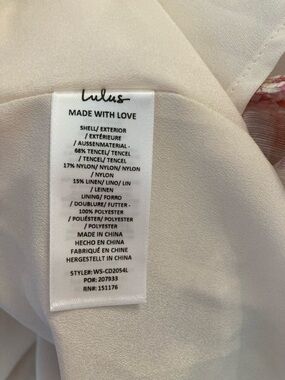 Lulus
MADE WITH LOVE
SHELL/ EXTERIOR
/ EXTÉRIEURE
/ AUSSENMATERIAL -
68% TENCEL/ TENCEL
/ TENCEL/ TENCEL
17% NYLON/ NYLON/ NYLON
/ NYLON
15% LINEN/ LINO/ LIN
/ LEINEN
LINING/ FORRO
/ DOUBLURE/ FUTTER -
100% POLYESTER
/ POLIÉSTER/ POLYESTER
/ POLYESTER
MADE IN CHINA
HECHO EN CHINA
FABRIQUÉ EN CHINE
HERGESTELLT IN CHINA
STYLE#: WS-CD2054L
PO#: 207933
RN#: 151176